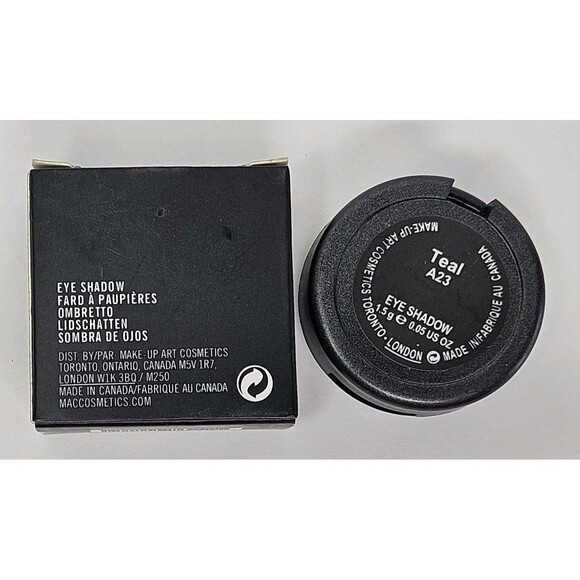 EYE SHADOW
FARD À PAUPIÈRES
OMBRETTO
LIDSCHATTEN
SOMBRA DE OJOS
DIST. BY/PAR. MAKE-UP ART COSMETICS
TORONTO, ONTARIO, CANADA M5V 1R7,
LONDON W1K 3BQ / M250
MADE IN CANADA/FABRIQUE AU CANADA
MACCOSMETICS.COM
Teal
A23
EYE SHADOW
1.5 g ℮ 0.05 US OZ
MAKE-UP ART COSMETICS TORONTO • LONDON
MADE IN/FABRIQUE AU CANADA